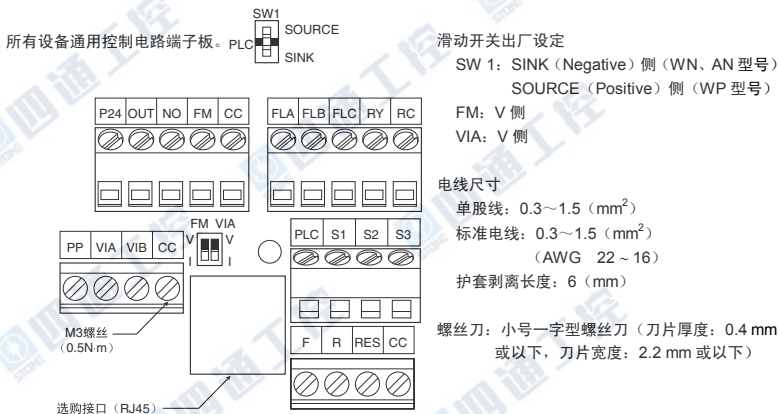 所有设备通用控制电路端子板。
SW1
SOURCE
PLC
SINK
滑动开关出厂设定
SW 1：SINK（Negative）侧（WN、AN 型号）
SOURCE（Positive）侧（WP 型号）
FM：V 侧
VIA：V 侧
P24 OUT NO FM CC
FLA FLB FLC RY RC
电线尺寸
单股线：0.3～1.5（mm²）
标准电线：0.3～1.5（mm²）
（AWG 22 ~ 16）
护套剥离长度：6（mm）
FM VIA
V V
I I
PP VIA VIB CC
PLC S1 S2 S3
M3螺丝
（0.5N·m）
F R RES CC
螺丝刀：小号一字型螺丝刀（刀片厚度：0.4 mm
或以下，刀片宽度：2.2 mm 或以下）
选购接口（RJ45）
四通工控
STONE